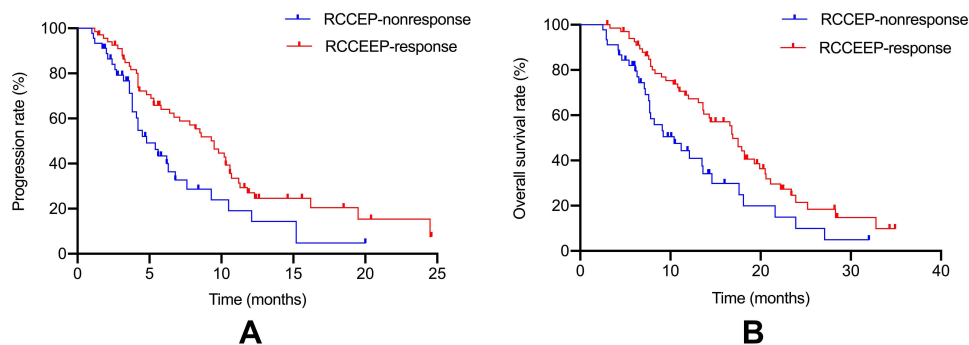 RCCEP-nonresponse
RCCEEP-response
Progression rate (%)
100
80
60
40
20
0
0 5 10 15 20 25
Time (months)
A
RCCEP-nonresponse
RCCEEP-response
Overall survival rate (%)
100
80
60
40
20
0
0 10 20 30 40
Time (months)
B